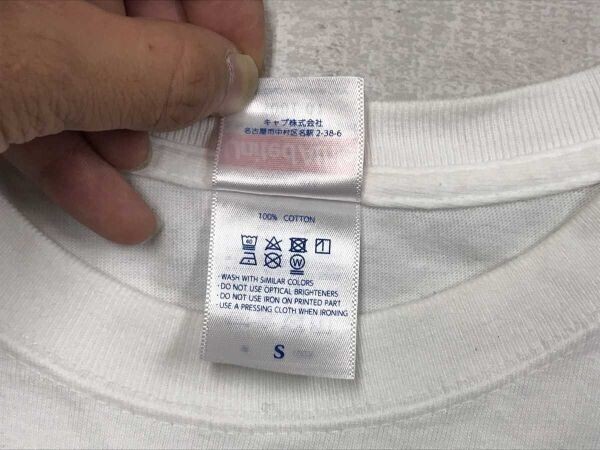 キャブ株式会社
名古屋市中村区名駅 2-38-6
100% COTTON
40
W
・WASH WITH SIMILAR COLORS
・DO NOT USE OPTICAL BRIGHTENERS
・DO NOT USE IRON ON PRINTED PART
・USE A PRESSING CLOTH WHEN IRONING
S